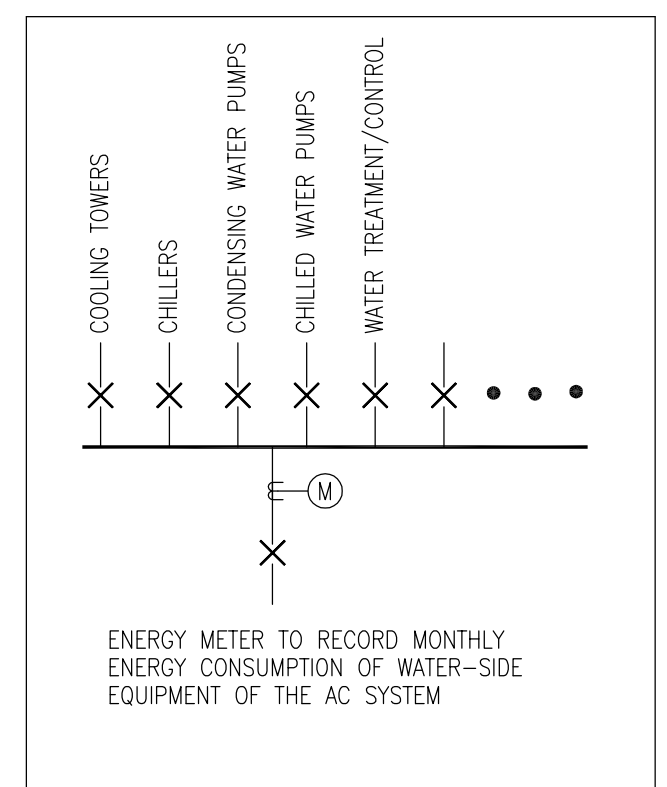 COOLING TOWERS
CHILLERS
CONDENSING WATER PUMPS
CHILLED WATER PUMPS
WATER TREATMENT/CONTROL
M
ENERGY METER TO RECORD MONTHLY
ENERGY CONSUMPTION OF WATER-SIDE
EQUIPMENT OF THE AC SYSTEM